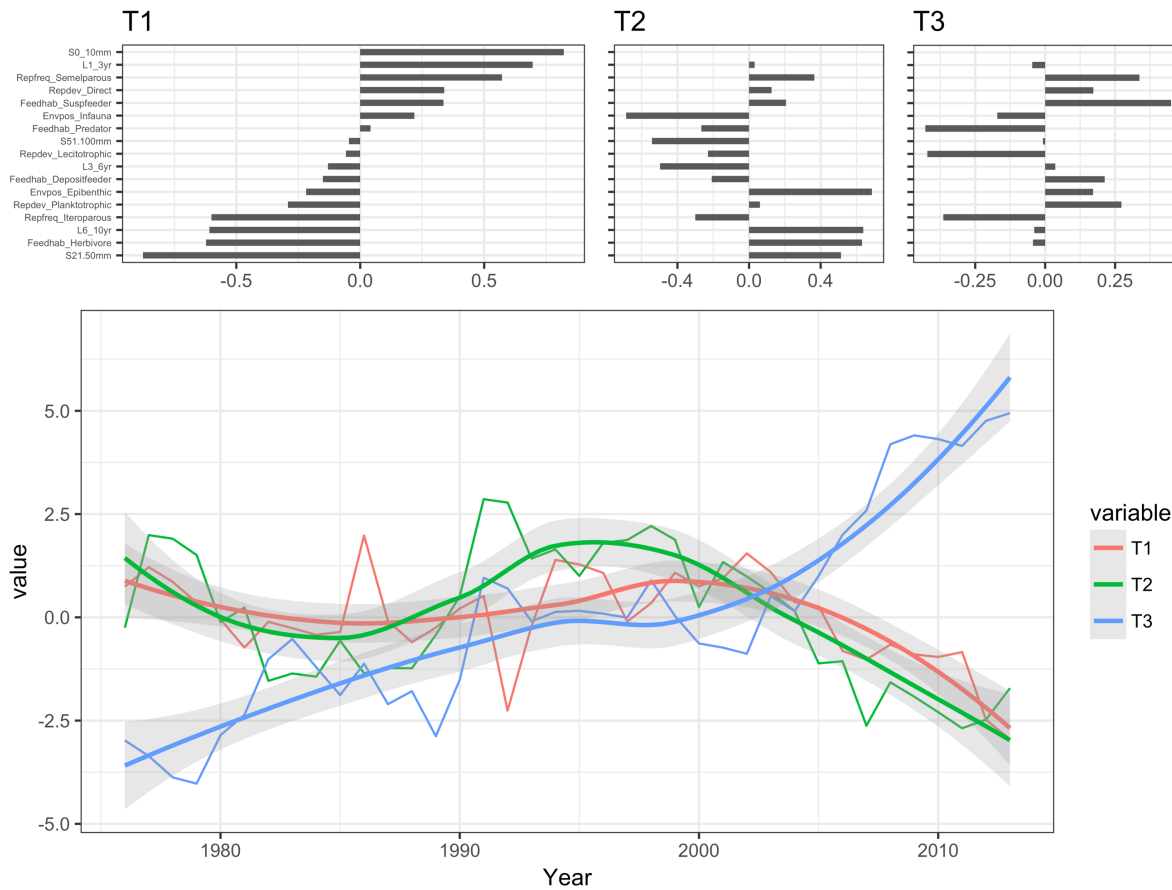 T1
T2
T3
S0_10mm
L1_3yr
Repfreq_Semelparous
Repdev_Direct
Feedhab_Suspfeeder
Envpos_Infauna
Feedhab_Predator
S51.100mm
Repdev_Lecitotrophic
L3_6yr
Feedhab_Depositfeeder
Envpos_Epibenthic
Repdev_Planktotrophic
Repfreq_Iteroparous
L6_10yr
Feedhab_Herbivore
S21.50mm
-0.5 0.0 0.5
-0.4 0.0 0.4
-0.25 0.00 0.25
value
5.0
2.5
0.0
-2.5
-5.0
1980 1990 2000 2010
Year
variable
T1
T2
T3